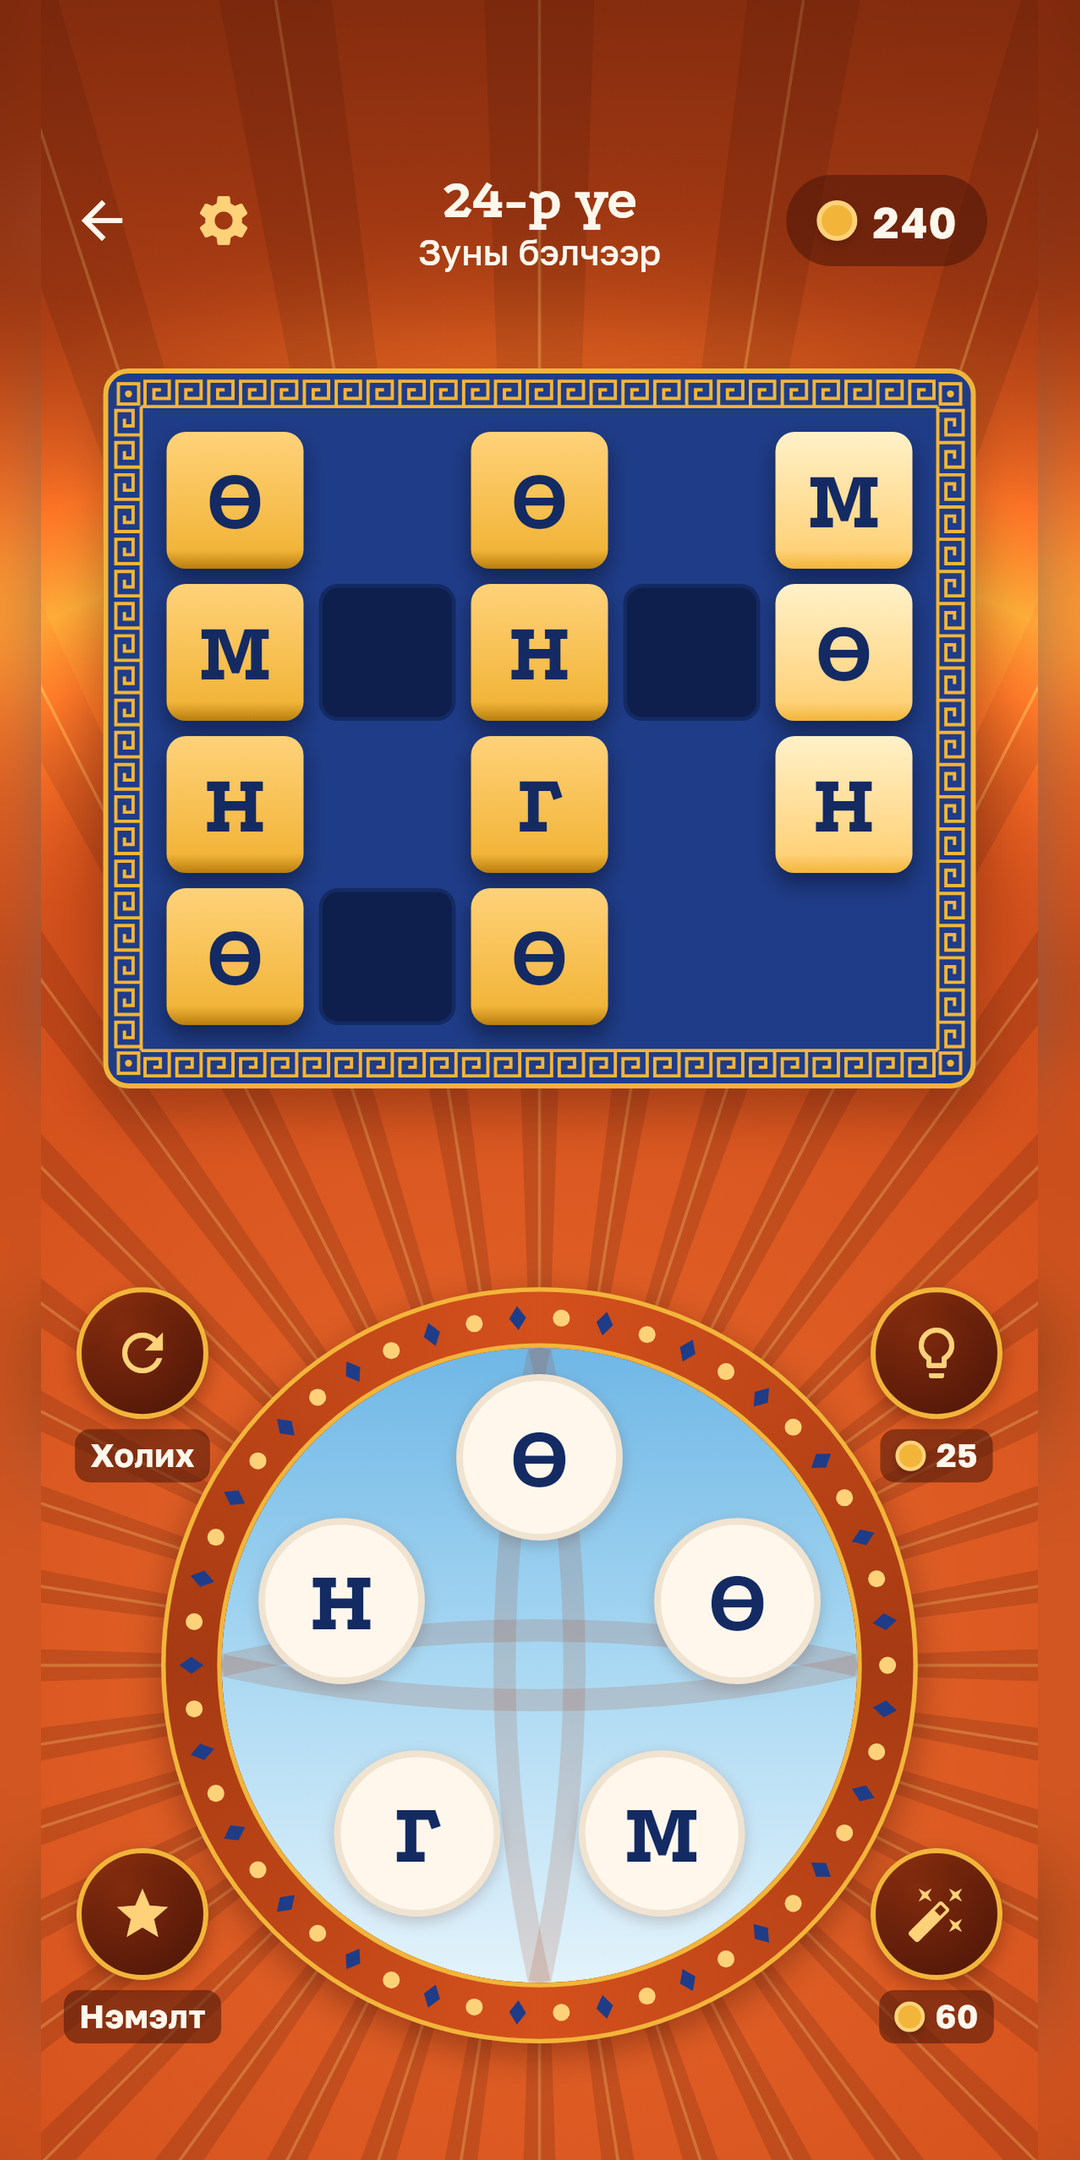 24-р үе
Зуны бэлчээр
240
Ө Ө М
М Н Ө
Н Г Н
Ө Ө
Холих
25
Ө
Н Ө
Г М
Нэмэлт
60